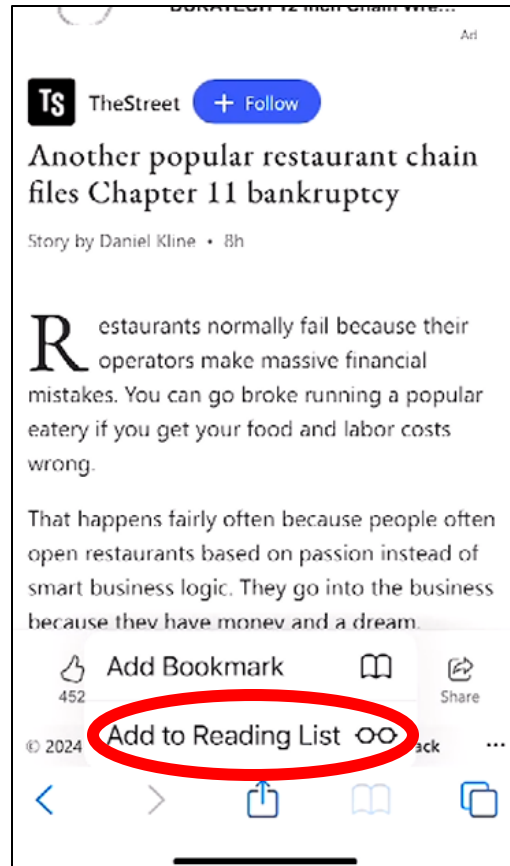 Ad
TS TheStreet + Follow
Another popular restaurant chain
files Chapter 11 bankruptcy
Story by Daniel Kline • 8h
Restaurants normally fail because their
operators make massive financial
mistakes. You can go broke running a popular
eatery if you get your food and labor costs
wrong.
That happens fairly often because people often
open restaurants based on passion instead of
smart business logic. They go into the business
because they have money and a dream.
Add Bookmark
452
Share
Add to Reading List
© 2024
ack
...